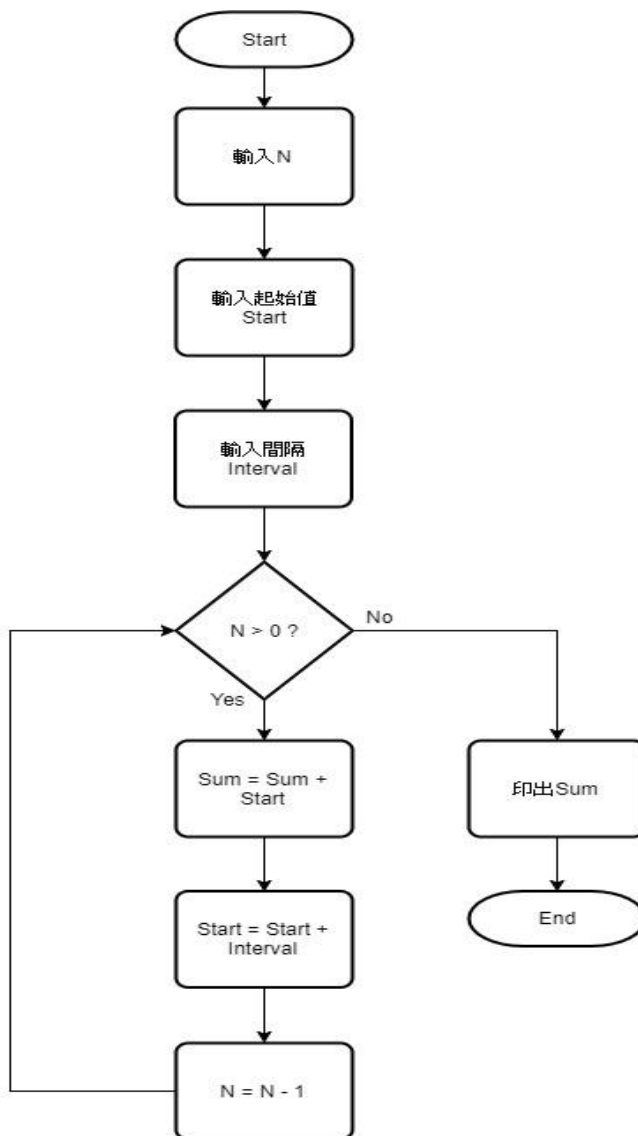 Start
輸入N
輸入起始值
Start
輸入間隔
Interval
N > 0 ?
No
Yes
Sum = Sum +
Start
印出Sum
Start = Start +
Interval
End
N = N - 1